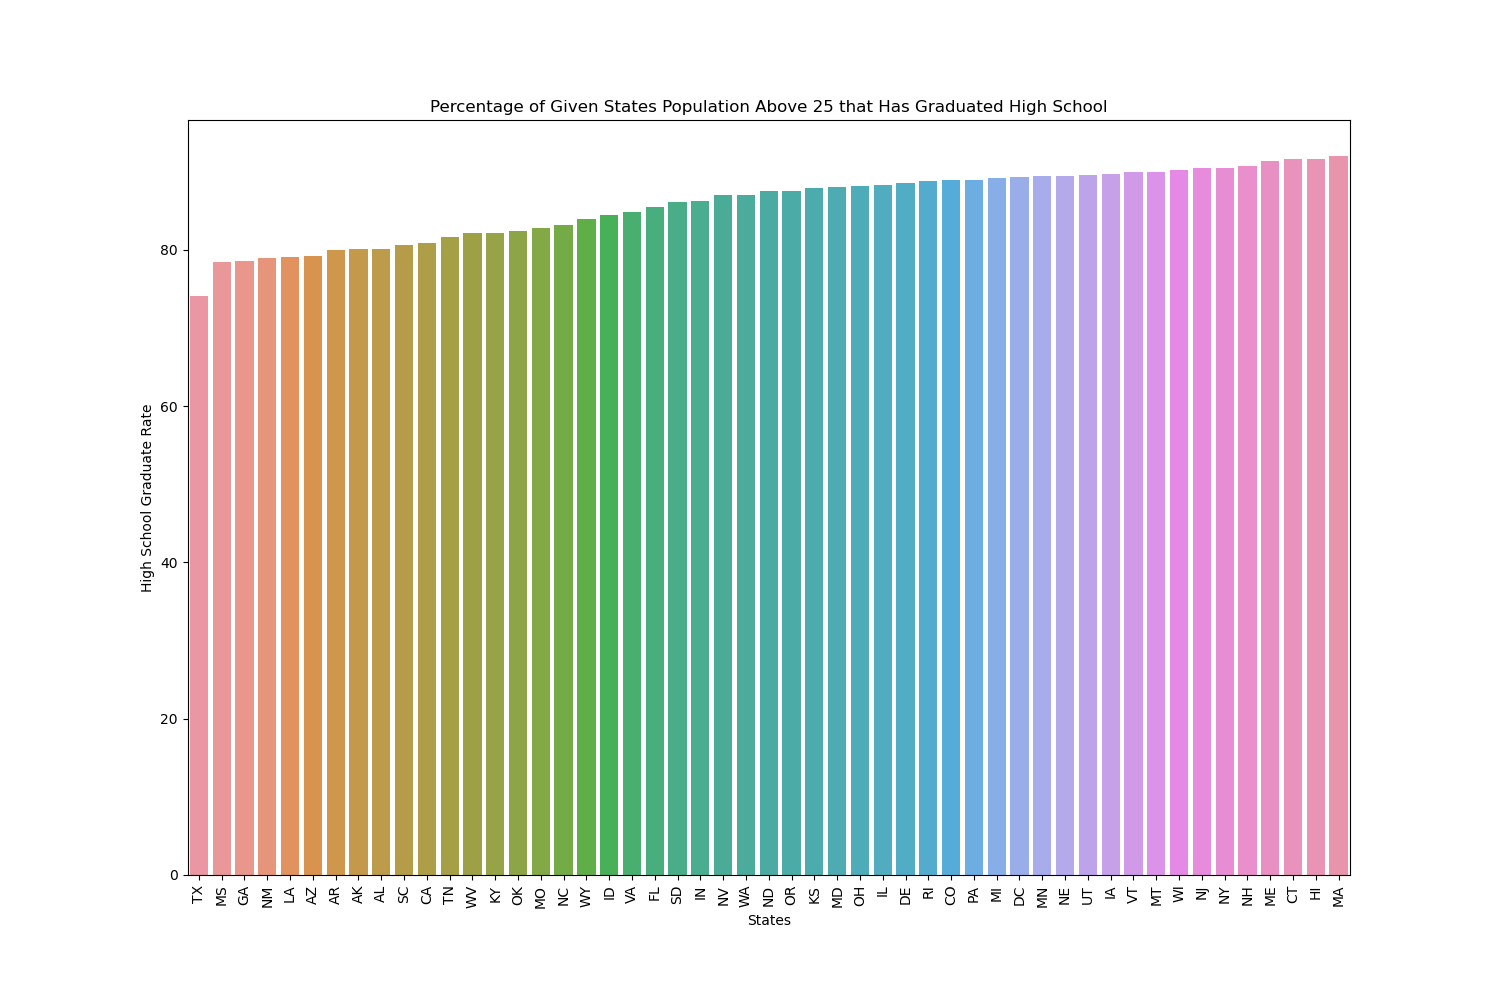 Percentage of Given States Population Above 25 that Has Graduated High School
High School Graduate Rate
80
60
40
20
0
TX MS GA NM LA AZ AR AK AL SC CA TN WV KY OK MO NC WY ID VA FL SD IN NV WA ND OR KS MD OH IL DE RI CO PA MI DC MN NE UT IA VT MT WI NJ NY NH ME CT HI MA
States